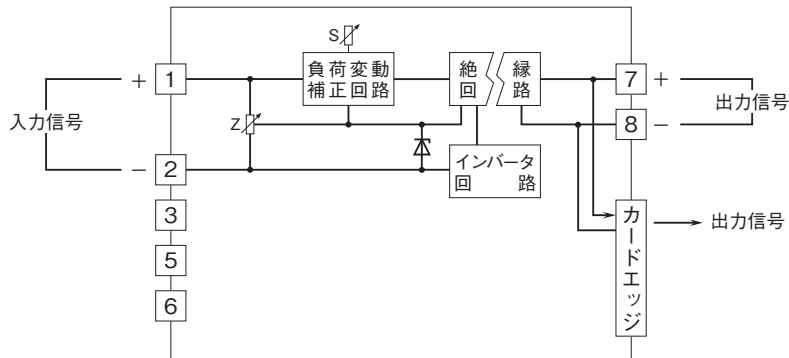 S
負荷変動
補正回路
絶縁
回路
+ 1
7 +
入力信号
Z
出力信号
8 −
− 2
インバータ
回路
3
5
6
カードエッジ
出力信号